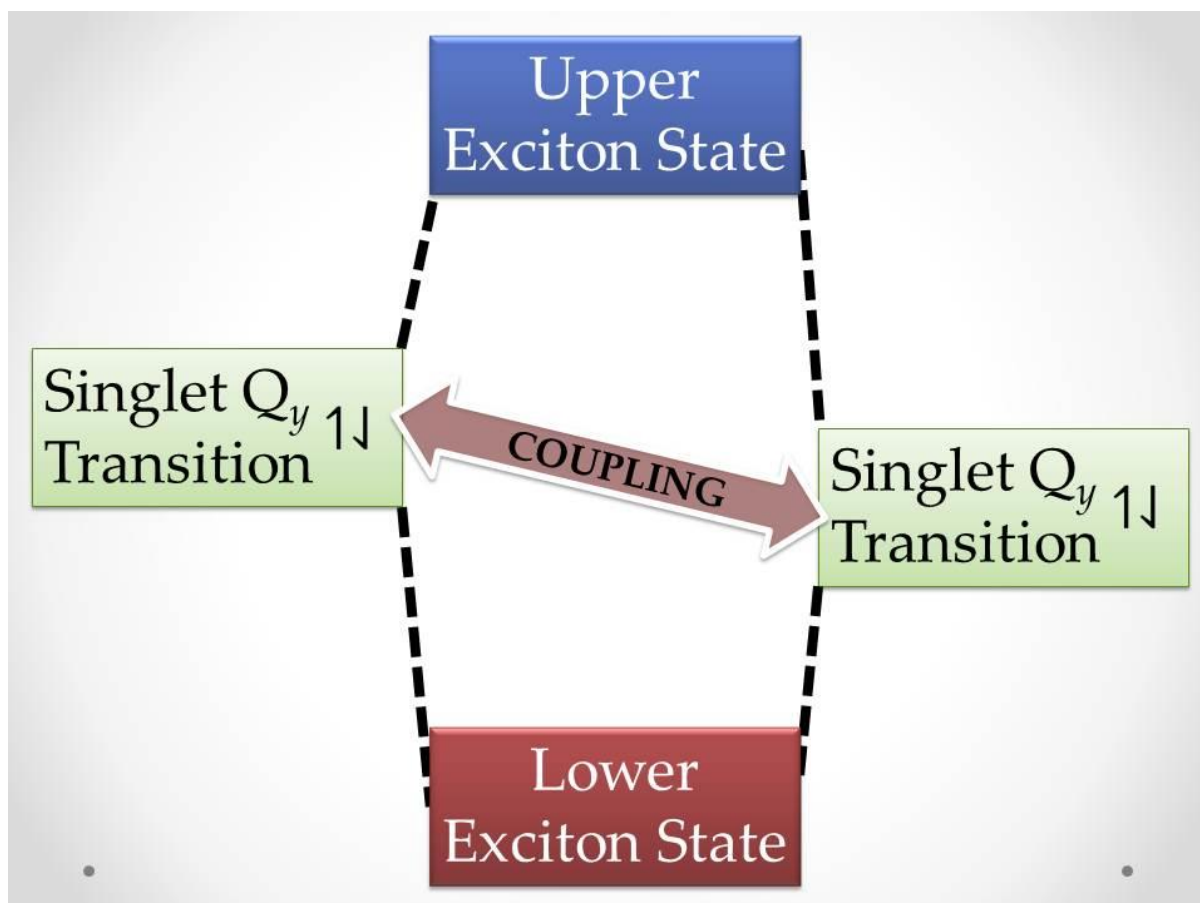 Upper
Exciton State
Singlet Qy ↿⇂
Transition
COUPLING
Singlet Qy ↿⇂
Transition
Lower
Exciton State